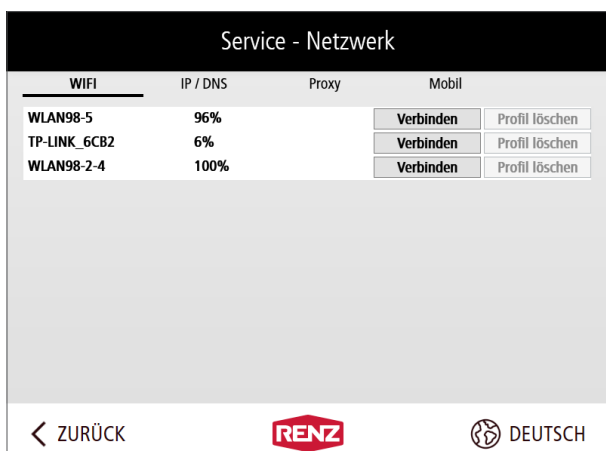 Service - Netzwerk
WIFI IP / DNS Proxy Mobil
WLAN98-5 96% Verbinden Profil löschen
TP-LINK_6CB2 6% Verbinden Profil löschen
WLAN98-2-4 100% Verbinden Profil löschen
ZURÜCK RENZ DEUTSCH